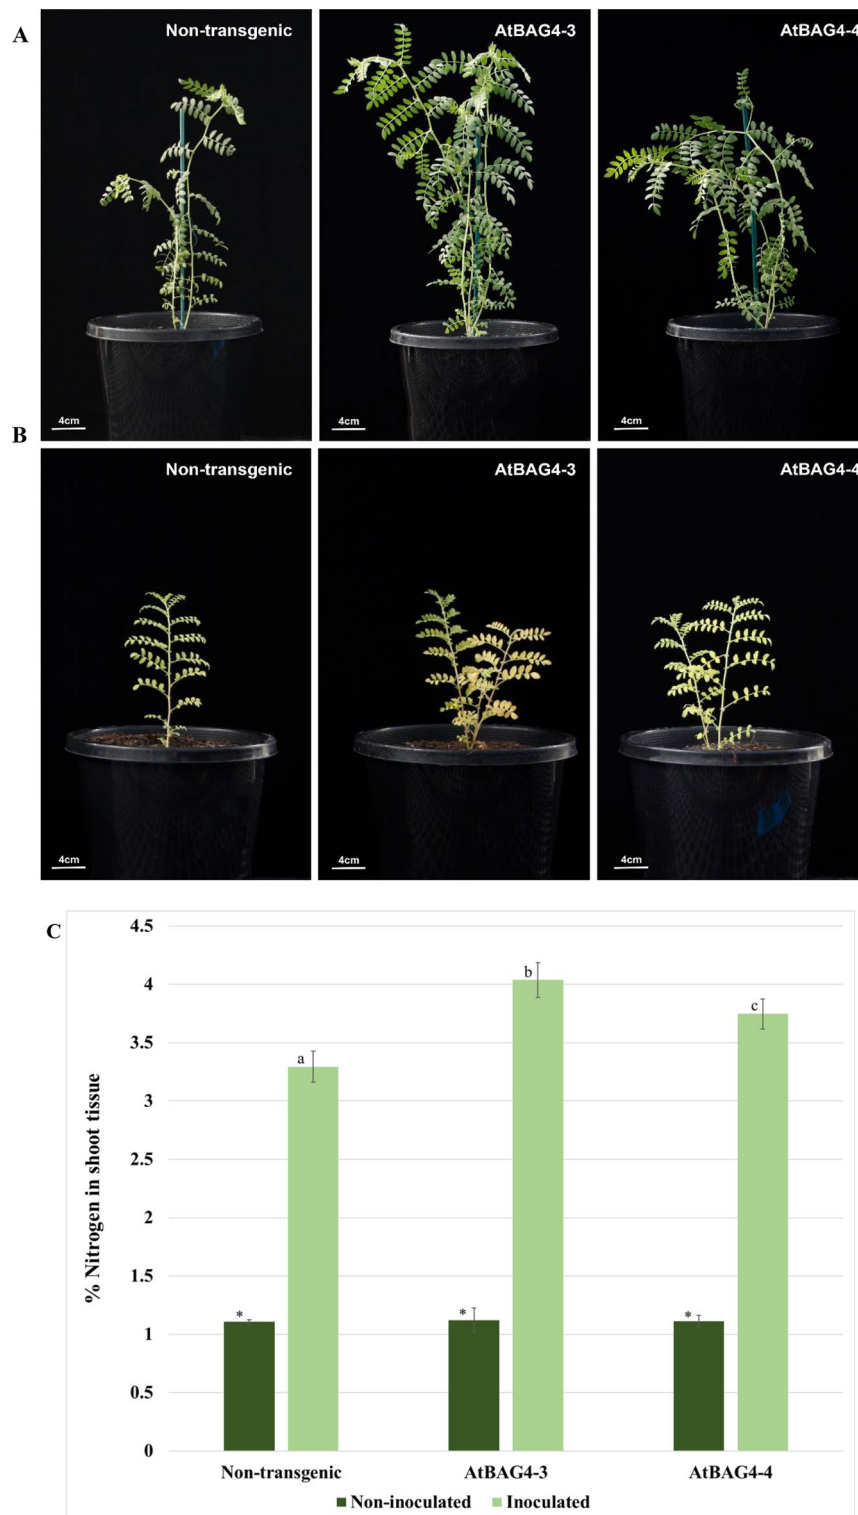 A
Non-transgenic
AtBAG4-3
AtBAG4-4
4cm
4cm
4cm
B
Non-transgenic
AtBAG4-3
AtBAG4-4
4cm
4cm
4cm
C
4.5
4
3.5
3
2.5
2
1.5
1
0.5
0
% Nitrogen in shoot tissue
* a
* b
* c
Non-transgenic
AtBAG4-3
AtBAG4-4
Non-inoculated
Inoculated